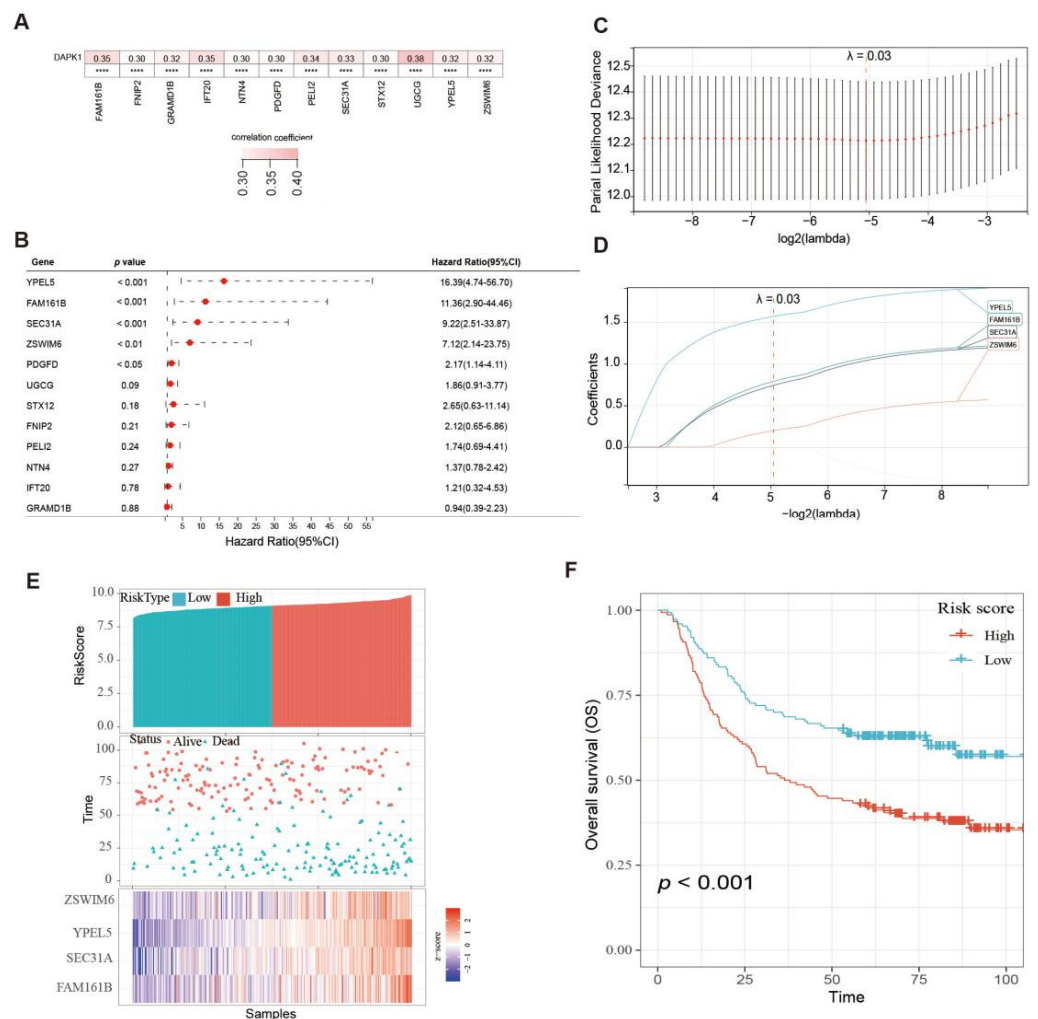 A
DAPK1 0.35 0.30 0.32 0.35 0.30 0.30 0.34 0.33 0.30 0.38 0.32 0.32
**** **** **** **** **** **** **** **** **** **** **** ****
FAM161B FNIP2 GRAMD1B IFT20 NTN4 PDGFD PELI2 SEC31A STX12 UGCG YPEL5 ZSWIM6
correlation coefficient
0.30 0.35 0.40
B
Gene p value Hazard Ratio(95%CI)
YPEL5 < 0.001 16.39(4.74-56.70)
FAM161B < 0.001 11.36(2.90-44.46)
SEC31A < 0.001 9.22(2.51-33.87)
ZSWIM6 < 0.01 7.12(2.14-23.75)
PDGFD < 0.05 2.17(1.14-4.11)
UGCG 0.09 1.86(0.91-3.77)
STX12 0.18 2.65(0.63-11.14)
FNIP2 0.21 2.12(0.65-6.86)
PELI2 0.24 1.74(0.69-4.41)
NTN4 0.27 1.37(0.78-2.42)
IFT20 0.78 1.21(0.32-4.53)
GRAMD1B 0.88 0.94(0.39-2.23)
5 10 15 20 25 30 35 40 45 50 55
Hazard Ratio(95%CI)
C
λ = 0.03
Parial Likelihood Deviance
12.5
12.4
12.3
12.2
12.1
12.0
−8 −7 −6 −5 −4 −3
log2(lambda)
D
λ = 0.03
YPEL5
FAM161B
SEC31A
ZSWIM6
Coefficients
1.5
1.0
0.5
0.0
3 4 5 6 7 8
−log2(lambda)
E
RiskType Low High
RiskScore
10.0
7.5
5.0
2.5
0.0
Status Alive Dead
Time
100
75
50
25
0
ZSWIM6
YPEL5
SEC31A
FAM161B
z-score
−2 −1 0 1 2
Samples
F
Risk score
High
Low
Overall survival (OS)
1.00
0.75
0.50
0.25
0.00
p < 0.001
0 25 50 75 100
Time